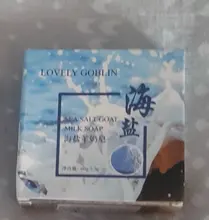 LOVELY GOBLIN
海
盐
SEA SALT GOAT
MILK SOAP
海盐羊奶皂